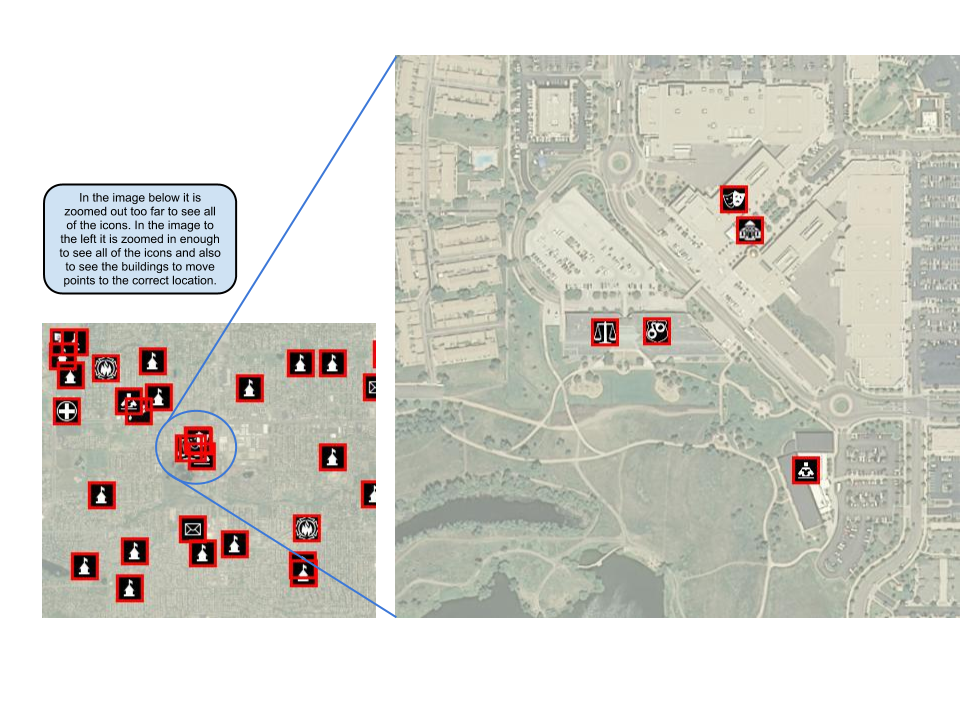 In the image below it is
zoomed out too far to see all
of the icons. In the image to
the left it is zoomed in enough
to see all of the icons and also
to see the buildings to move
points to the correct location.